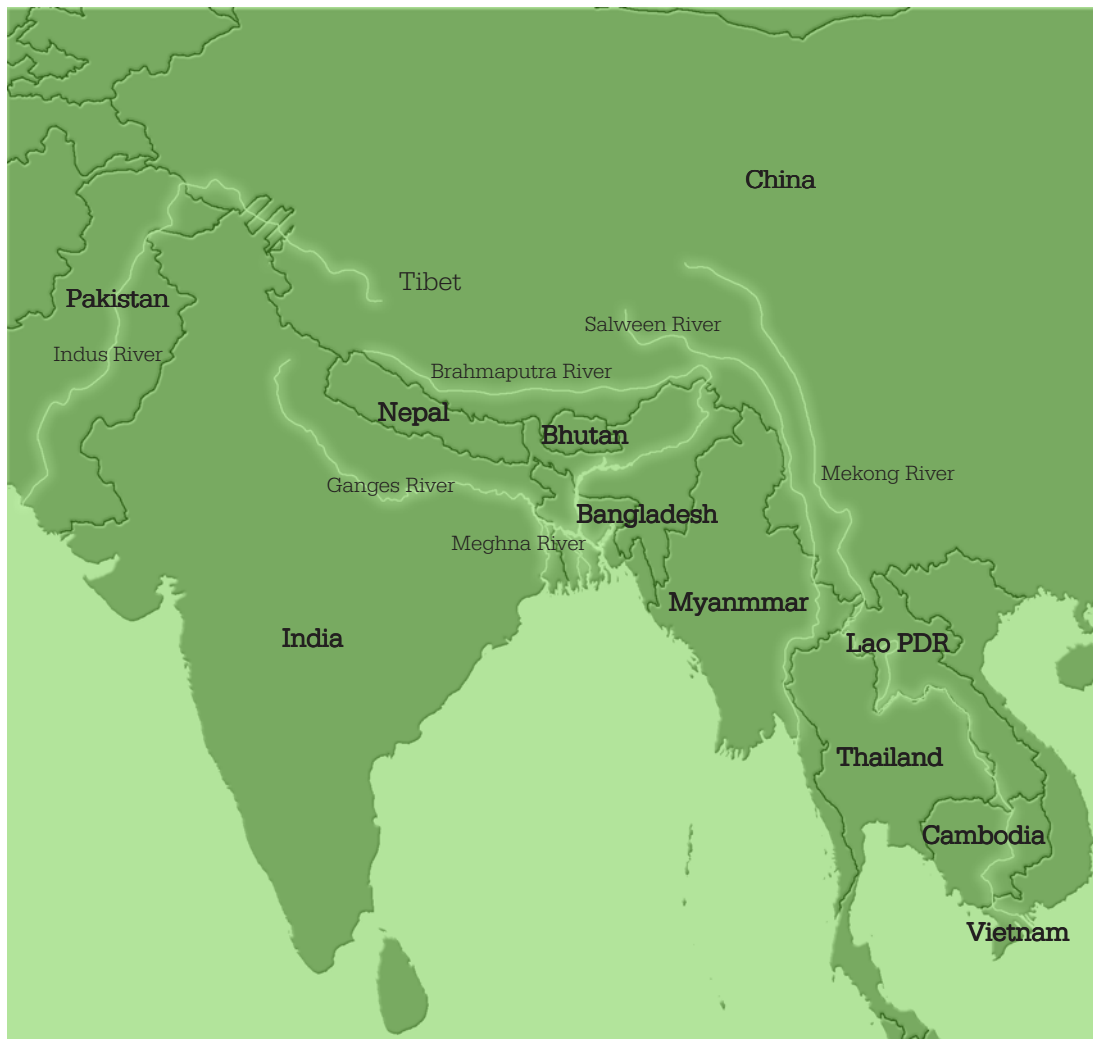 China
Tibet
Pakistan
Salween River
Indus River
Brahmaputra River
Nepal
Bhutan
Mekong River
Ganges River
Bangladesh
Meghna River
Myanmmar
India
Lao PDR
Thailand
Cambodia
Vietnam